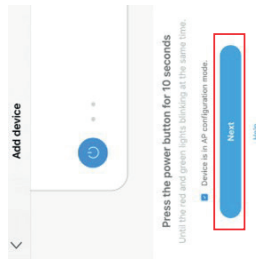 Add device
Press the power button for 10 seconds
Until the red and green lights blinking at the same time.
Device is in AP configuration mode.
Next
Help